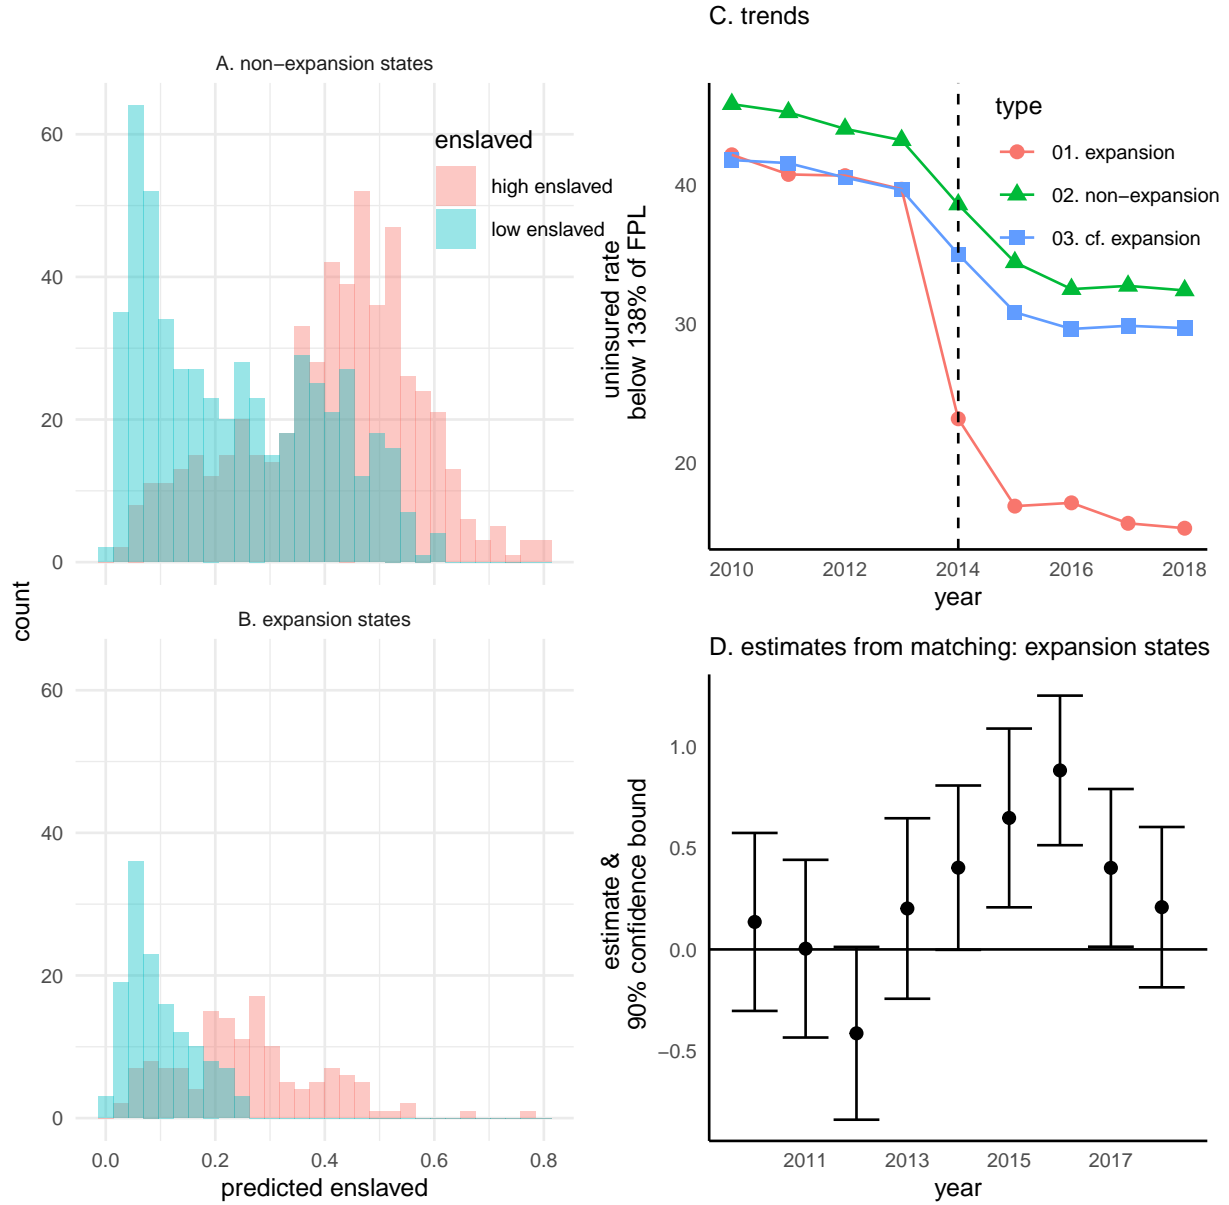 C. trends
A. non−expansion states
60
40
20
0
enslaved
high enslaved
low enslaved
count
B. expansion states
60
40
20
0
0.0 0.2 0.4 0.6 0.8
predicted enslaved
uninsured rate
below 138% of FPL
40
30
20
type
01. expansion
02. non−expansion
03. cf. expansion
2010 2012 2014 2016 2018
year
D. estimates from matching: expansion states
estimate &
90% confidence bound
1.0
0.5
0.0
−0.5
2011 2013 2015 2017
year